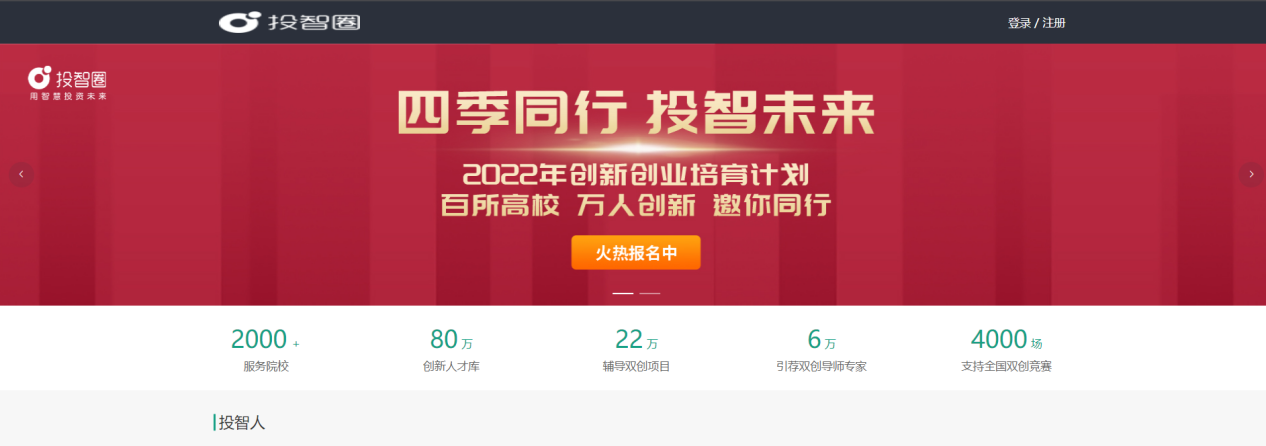 投智圈
登录 / 注册
投智圈
用智慧投资未来
四季同行 投智未来
2022年创新创业培育计划
百所高校 万人创新 邀你同行
火热报名中
2000 + 80 万 22 万 6 万 4000 场
服务院校 创新人才库 辅导双创项目 引荐双创导师专家 支持全国双创竞赛
投智人